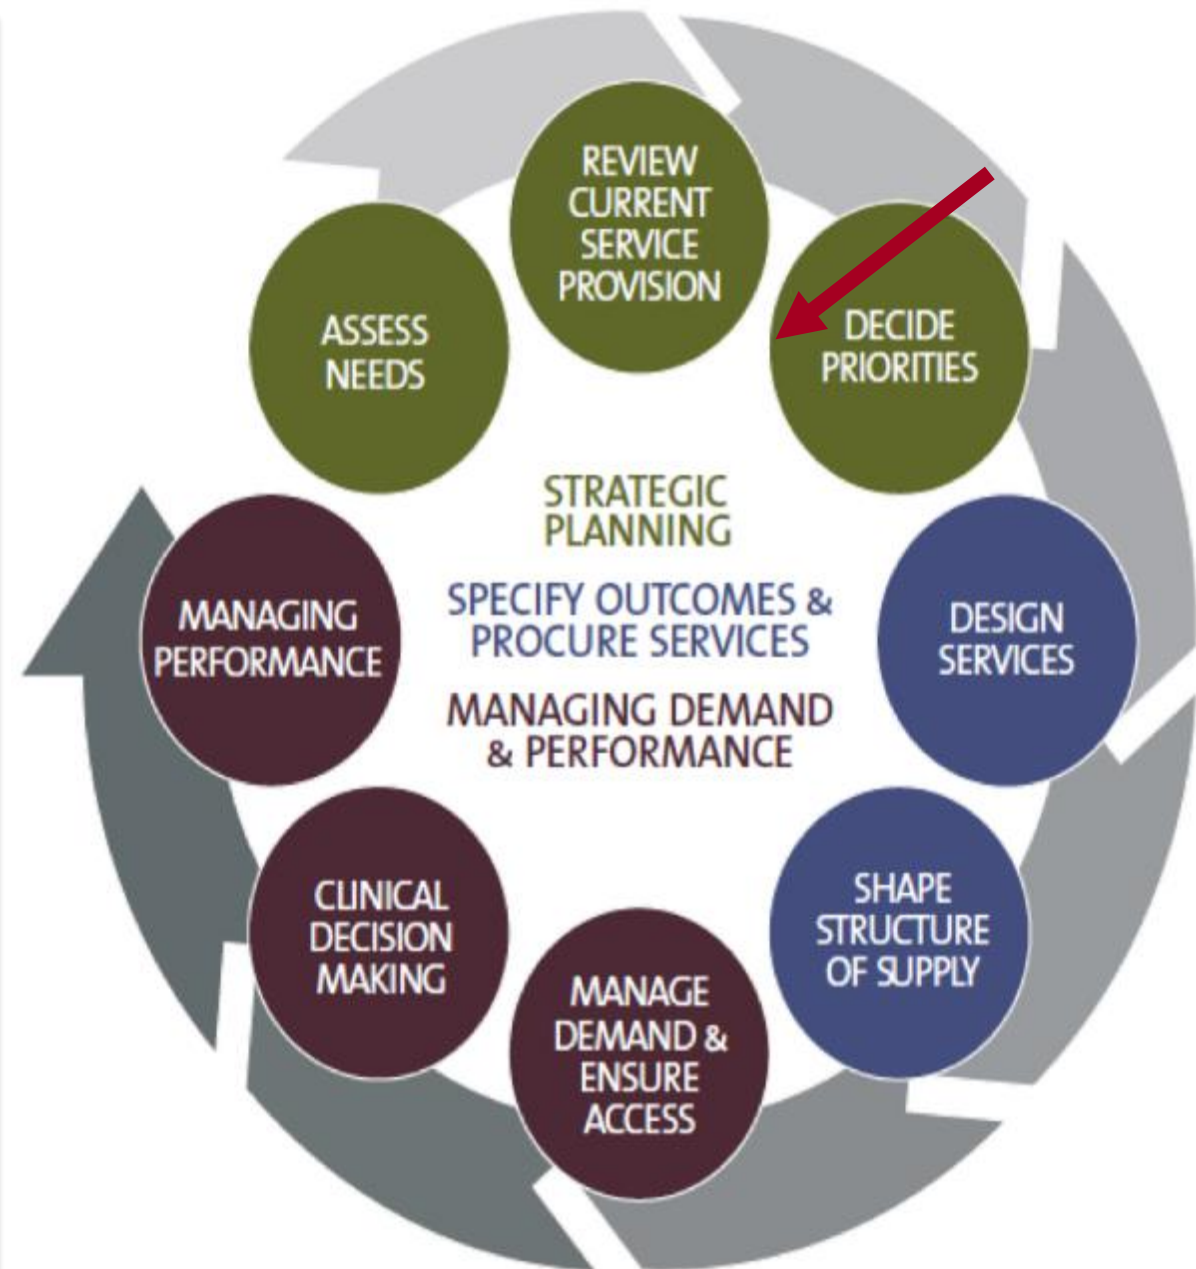 REVIEW
CURRENT
SERVICE
PROVISION
DECIDE
PRIORITIES
DESIGN
SERVICES
SHAPE
STRUCTURE
OF SUPPLY
MANAGE
DEMAND &
ENSURE
ACCESS
CLINICAL
DECISION
MAKING
MANAGING
PERFORMANCE
ASSESS
NEEDS
STRATEGIC
PLANNING
SPECIFY OUTCOMES &
PROCURE SERVICES
MANAGING DEMAND
& PERFORMANCE